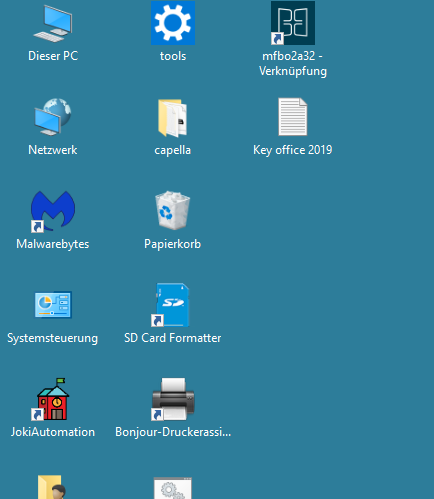 Dieser PC
tools
mfbo2a32 -
Verknüpfung
Netzwerk
capella
Key office 2019
Malwarebytes
Papierkorb
Systemsteuerung
SD
SD Card Formatter
JokiAutomation
Bonjour-Druckerassi...